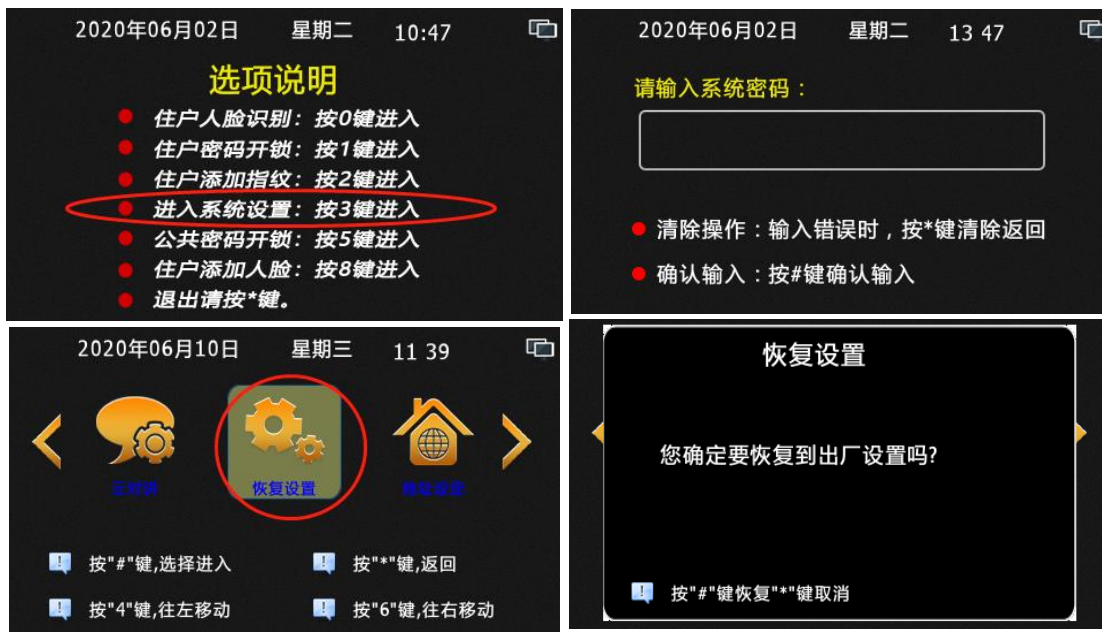 2020年06月02日 星期二 10:47
选项说明
住户人脸识别：按0键进入
住户密码开锁：按1键进入
住户添加指纹：按2键进入
进入系统设置：按3键进入
公共密码开锁：按5键进入
住户添加人脸：按8键进入
退出请按*键。
2020年06月02日 星期二 13 47
请输入系统密码：
清除操作：输入错误时，按*键清除返回
确认输入：按#键确认输入
2020年06月10日 星期三 11 39
恢复设置
按"#"键,选择进入 按"*"键,返回
按"4"键,往左移动 按"6"键,往右移动
恢复设置
您确定要恢复到出厂设置吗?
按"#"键恢复"*"键取消